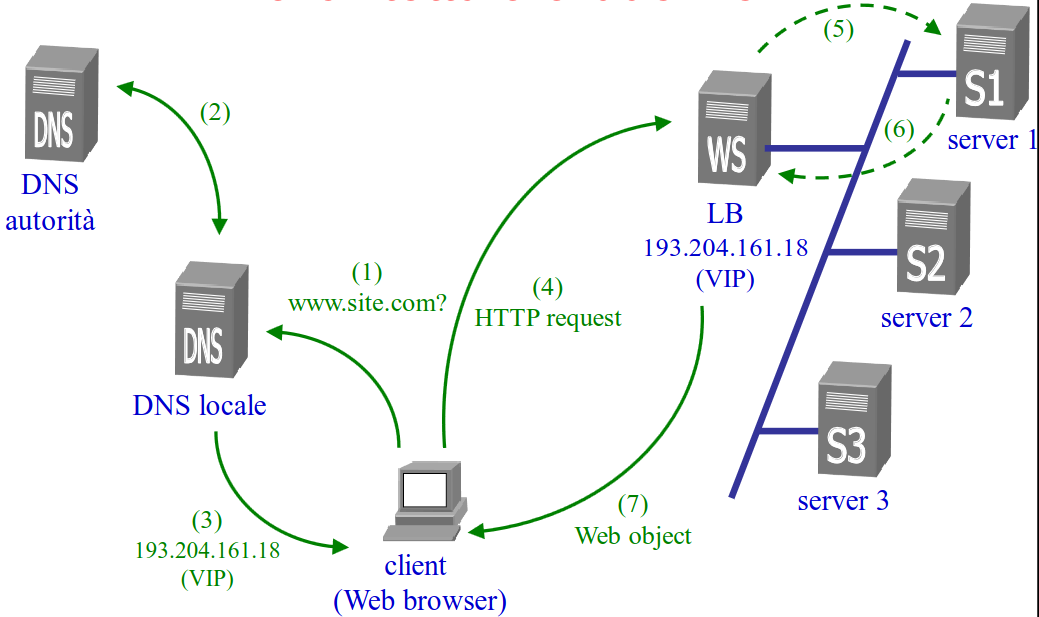 (5)
S1
server 1
DNS
(2)
DNS
autorità
WS
(6)
LB
193.204.161.18
(VIP)
S2
server 2
(1)
www.site.com?
(4)
HTTP request
DNS
DNS locale
S3
server 3
(3)
193.204.161.18
(VIP)
(7)
Web object
client
(Web browser)